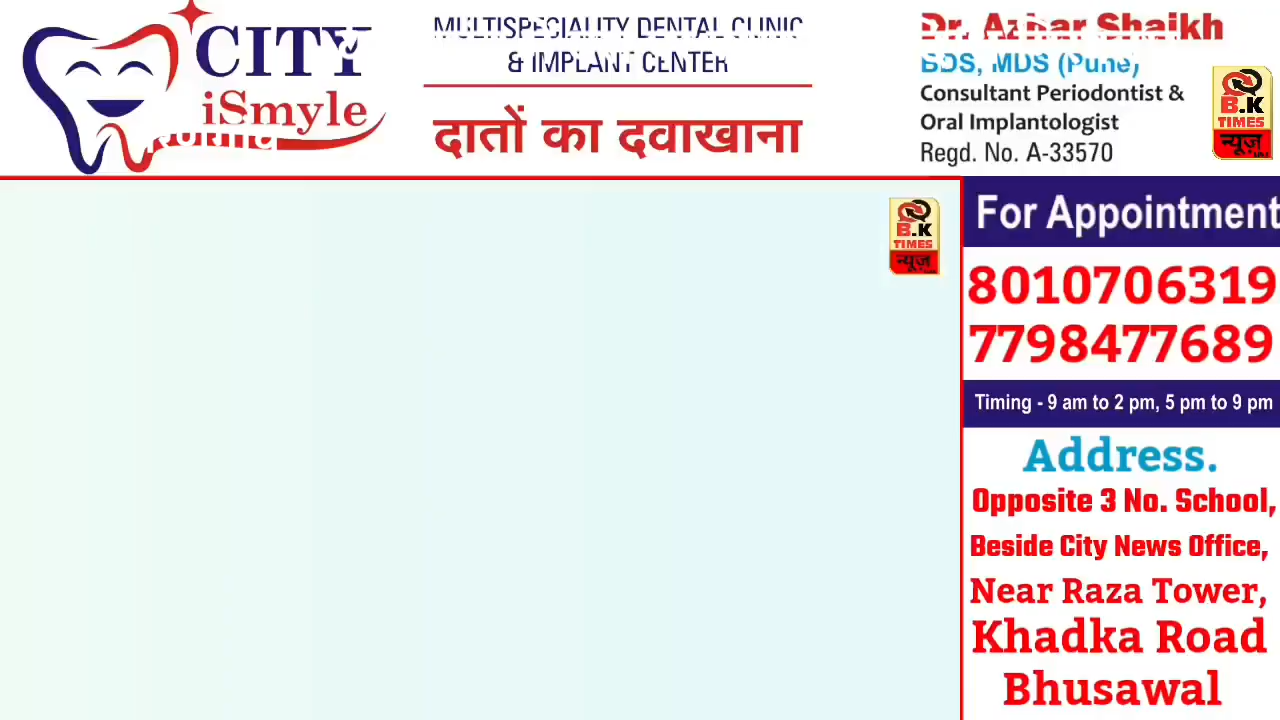 CITY
iSmyle
MULTISPECIALITY DENTAL CLINIC
& IMPLANT CENTER
दातों का दवाखाना
Dr. Azhar Shaikh
BDS, MDS (Pune)
Consultant Periodontist &
Oral Implantologist
Regd. No. A-33570
B.K
TIMES
न्यूज़
B.K
TIMES
न्यूज़
For Appointment
8010706319
7798477689
Timing - 9 am to 2 pm, 5 pm to 9 pm
Address.
Opposite 3 No. School,
Beside City News Office,
Near Raza Tower,
Khadka Road
Bhusawal